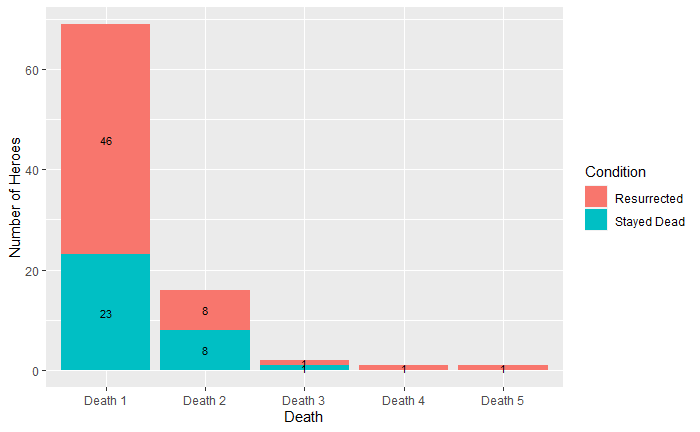 60
40
20
0
Number of Heroes
46
23
8
8
1
1
1
1
Death 1
Death 2
Death 3
Death 4
Death 5
Death
Condition
Resurrected
Stayed Dead